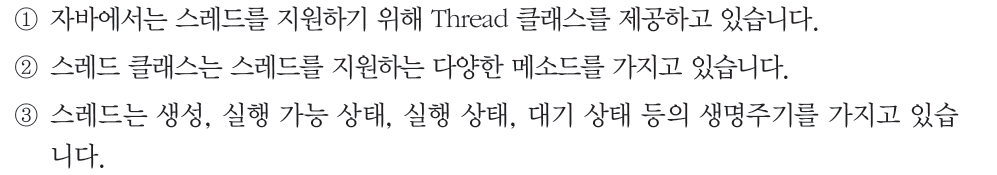 ① 자바에서는 스레드를 지원하기 위해 Thread 클래스를 제공하고 있습니다.
② 스레드 클래스는 스레드를 지원하는 다양한 메소드를 가지고 있습니다.
③ 스레드는 생성, 실행 가능 상태, 실행 상태, 대기 상태 등의 생명주기를 가지고 있습
니다.